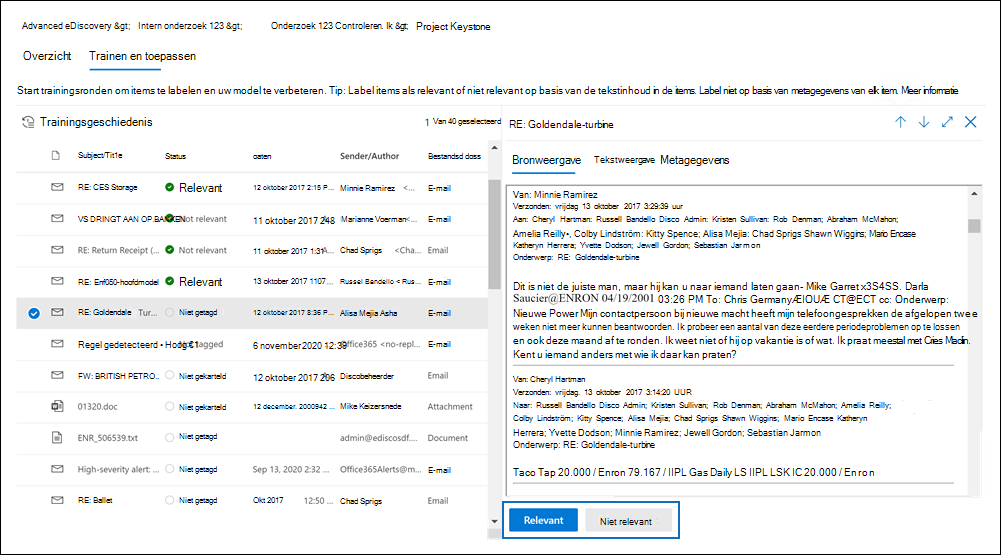 Advanced eDiscovery &gt; Intern onderzoek 123 &gt; Onderzoek 123 Controleren. Ik &gt; Project Keystone
Overzicht Trainen en toepassen
Start trainingsronden om items te labelen en uw model te verbeteren. Tip: Label items als relevant of niet relevant op basis van de tekstinhoud in de items. Label niet op basis van metagegevens van elk item. Meer informatie
Trainingsgeschiedenis 1 Van 40 geselecteerd
Subject/Tit1e Status oaten Sender/Author Bestandsd doss
RE: CES Storage Relevant 12 oktober 2017 2:15 P... Minnie Ramirez <... E-mail
VS DRINGT AAN OP BANKEN Not relevant 11 oktober 2017 248 Marianne Voerman< E-mail
RE: Return Receipt (... Not relevant 11 oktober 2017 1:31 Chad Sprigs <Cha E-mail
RE: Enf050-hoofdmodel Relevant 13 oktober 2017 1107... Russel Bendello < Rus E-mail
RE: Goldendale Tur... Niet getagd 12 oktober 2017 8:36 P... Alisa Mejia Asha E-mail
Regel gedetecteerd • Hoog €1 Not tagged 6 november 2020 12:39 Office365 <no-repl... E-mail
FW: BRITISH PETRO.. Niet gekarteld 12 oktober 2017 206 Discobeheerder Email
01320.doc Niet gekarteld 12 december. 2000942 Mike Keizersnede Attachment
ENR_506539.txt Niet getagd admin@ediscosdf... Document
High-severity alert: Niet getagd Sep 13, 2020 2:32 ... Office365Alerts@m... E-mail
RE: Ballet Niet getagd Okt 2017 12:50 Chad Sprigs Email
RE: Goldendale-turbine
Bronweergave Tekstweergave Metagegevens
Van: Minnie Ramirez
Verzonden: vrijdag 13 oktober 2017 3:29:39 uur
Aan: Cheryl Hartman: Russell Bandello Disco Admin: Kristen Sullivan: Rob Denman; Abraham McMahon;
Amelia Reilly•, Colby Lindström: Kitty Spence; Alisa Mejia: Chad Sprigs Shawn Wiggins; Mario Encase
Katheryn Herrera; Yvette Dodson; Jewell Gordon; Sebastian Jarmon
Onderwerp: RE: Goldendale-turbine
Dit is niet de juiste man, maar hij kan u naar iemand laten gaan- Mike Garret x3S4SS. Darla
Saucier@ENRON 04/19/2001 03:26 PM To: Chris GermanyÆIOUÆ CT@ECT cc: Onderwerp:
Nieuwe Power Mijn contactpersoon bij nieuwe macht heeft mijn telefoongesprekken de afgelopen twee
weken niet meer kunnen beantwoorden. Ik probeer een aantal van deze eerdere periodeproblemen op te lossen
en ook deze maand af te ronden. Ik weet niet of hij op vakantie is of wat. Ik praat meestal met Cries Madin.
Kent u iemand anders met wie ik daar kan praten?
Van: Cheryl Hartman
Verzonden: vrijdag. 13 oktober 2017 3:14:20 UUR
Naar: Russell Bandello Disco Admin; Kristen Sullivan; Rob Denman; Abraham McMahon; Amelia Reilly;
Colby Lindström; Kitty Spence; Alisa Mejia; Chad Sprigs Shawn Wiggins; Mario Encase Katheryn
Herrera; Yvette Dodson; Minnie Ramirez; Jewell Gordon; Sebastian Jarmon
Onderwerp: RE: Goldendale-turbine
Taco Tap 20.000 / Enron 79.167 / IIPL Gas Daily LS IIPL LSK IC 20.000 / Enron
Relevant Niet relevant